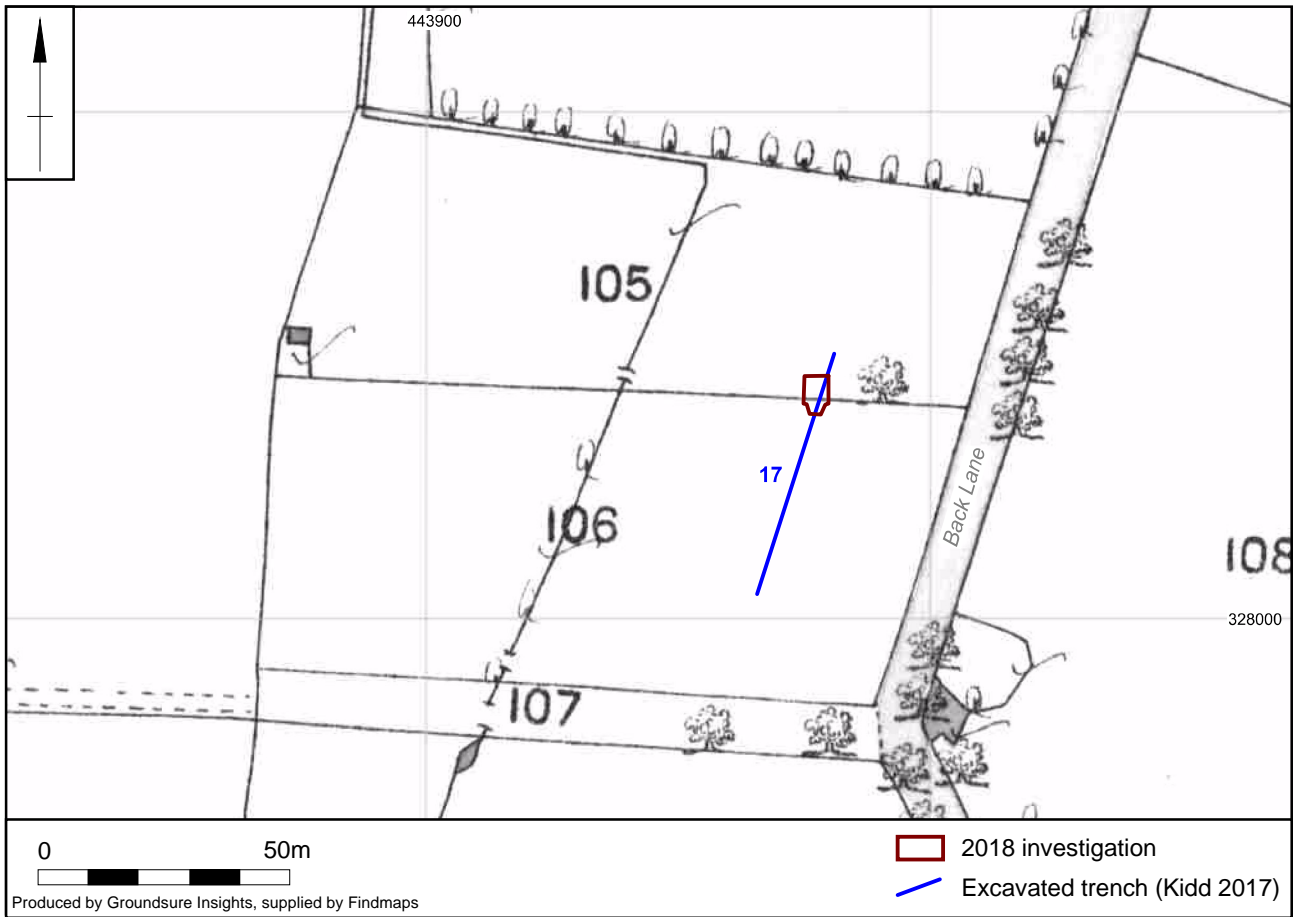 443900
105
17
106
Back Lane
108
328000
107
0 50m
Produced by Groundsure Insights, supplied by Findmaps
2018 investigation
Excavated trench (Kidd 2017)